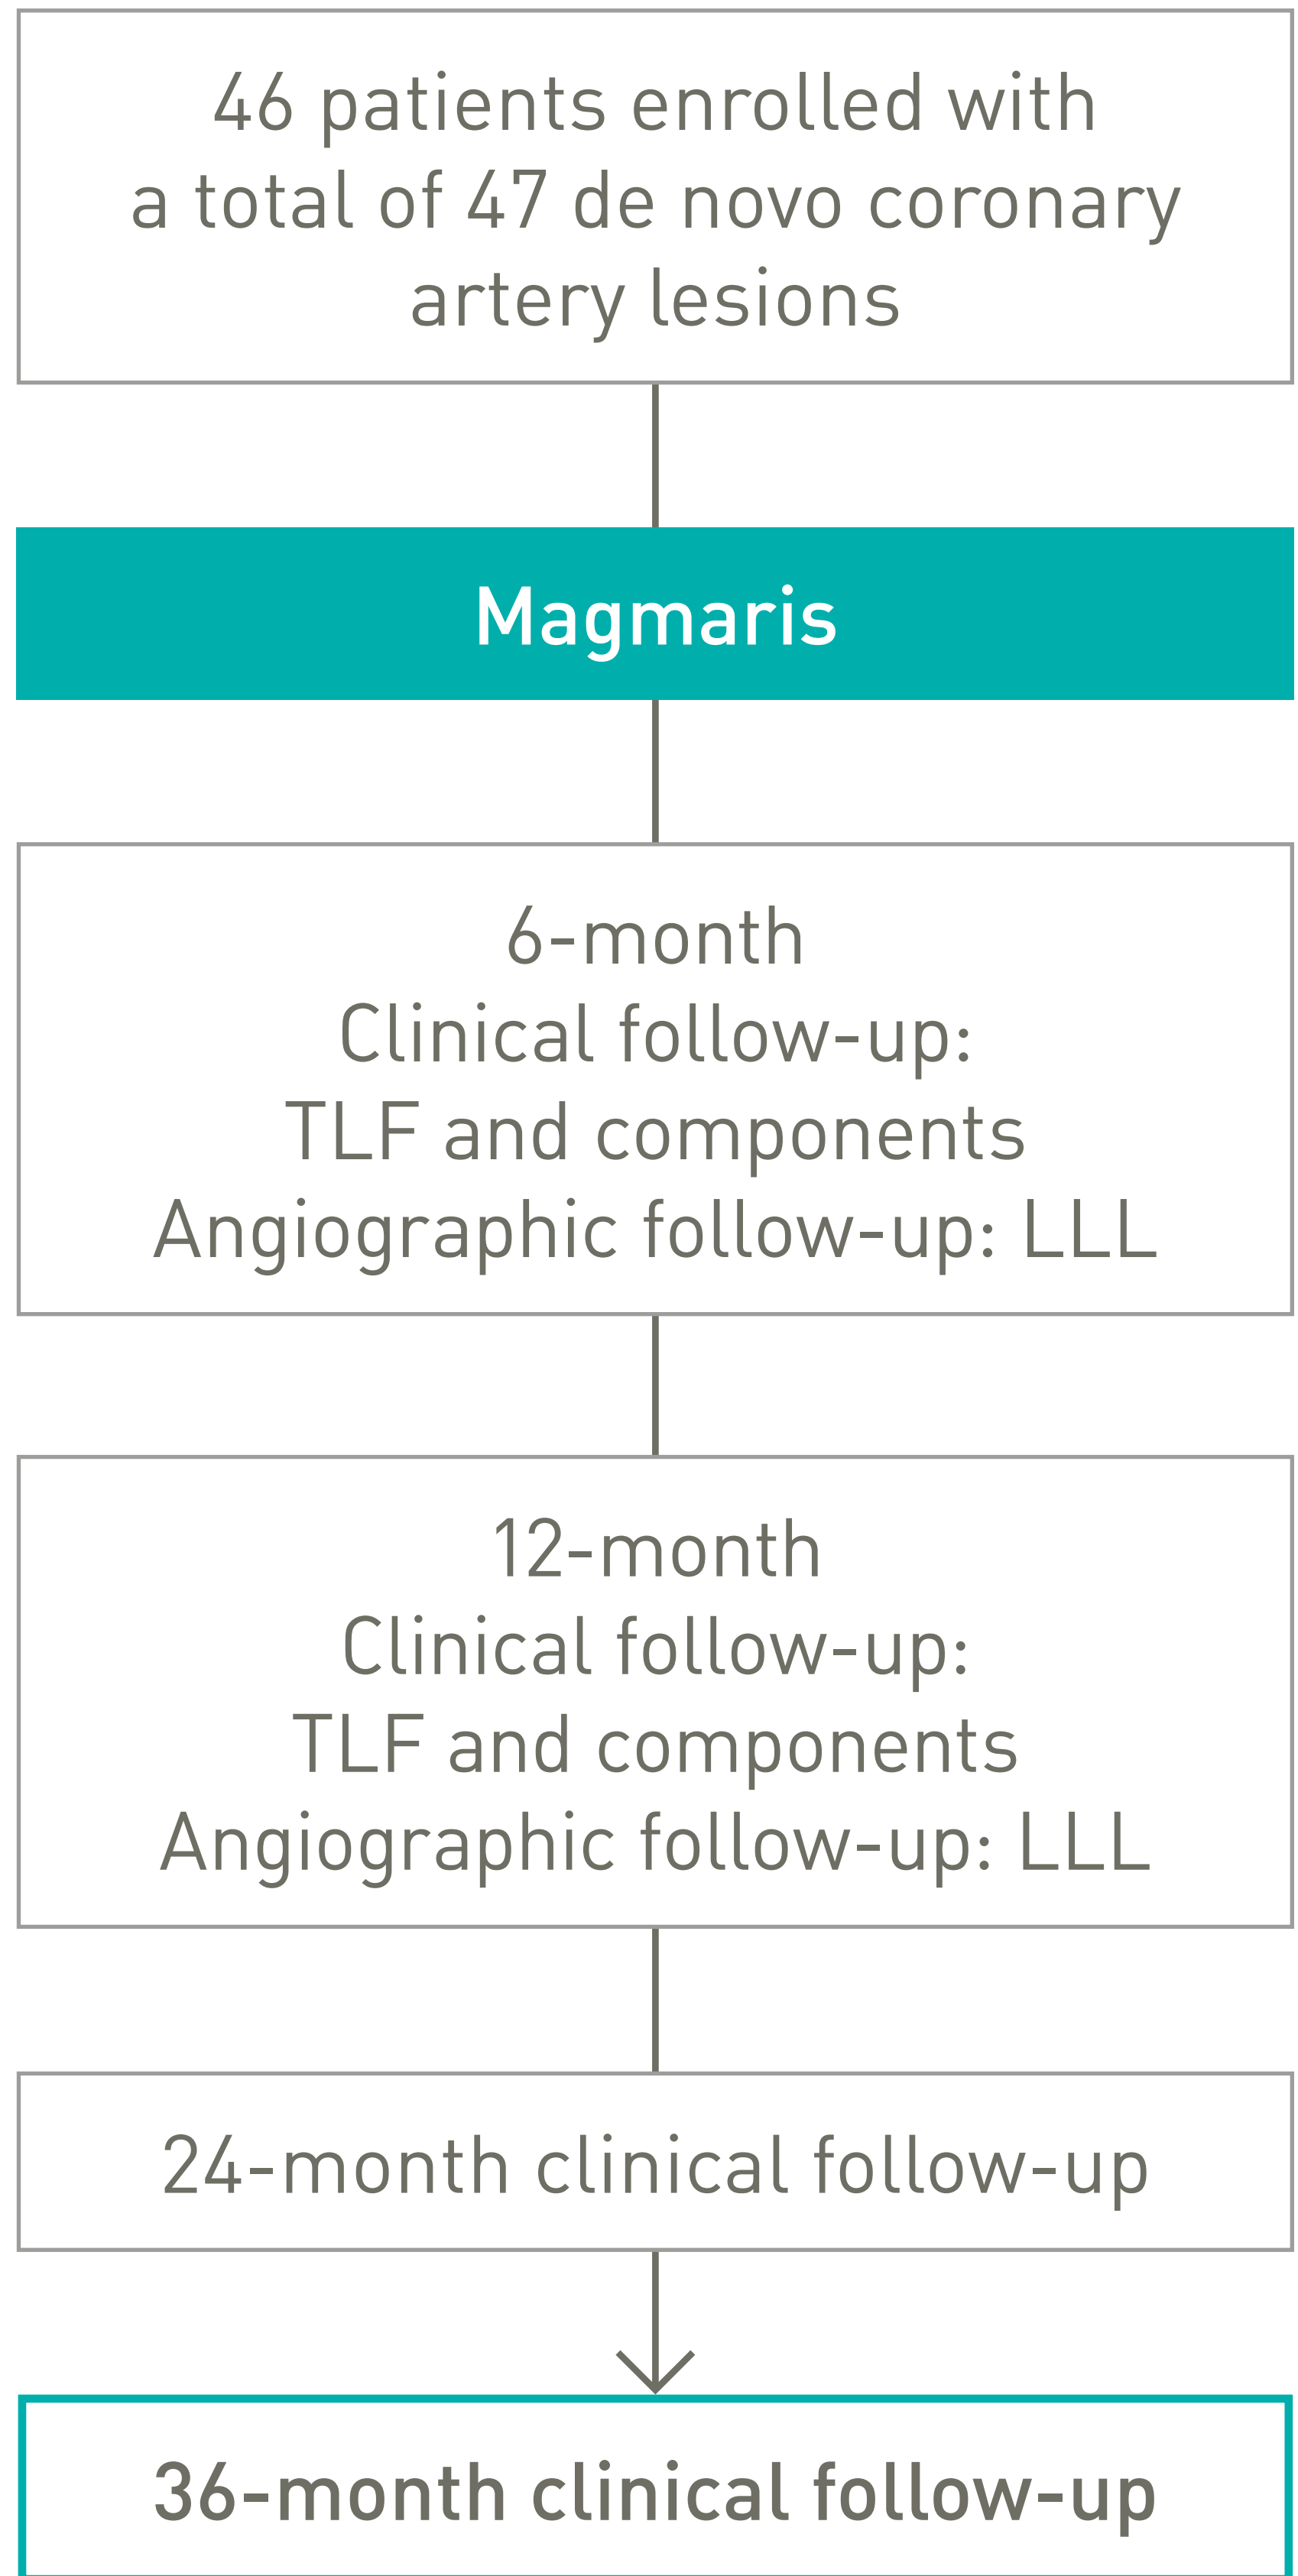 46 patients enrolled with
a total of 47 de novo coronary
artery lesions
Magmaris
6-month
Clinical follow-up:
TLF and components
Angiographic follow-up: LLL
12-month
Clinical follow-up:
TLF and components
Angiographic follow-up: LLL
24-month clinical follow-up
36-month clinical follow-up